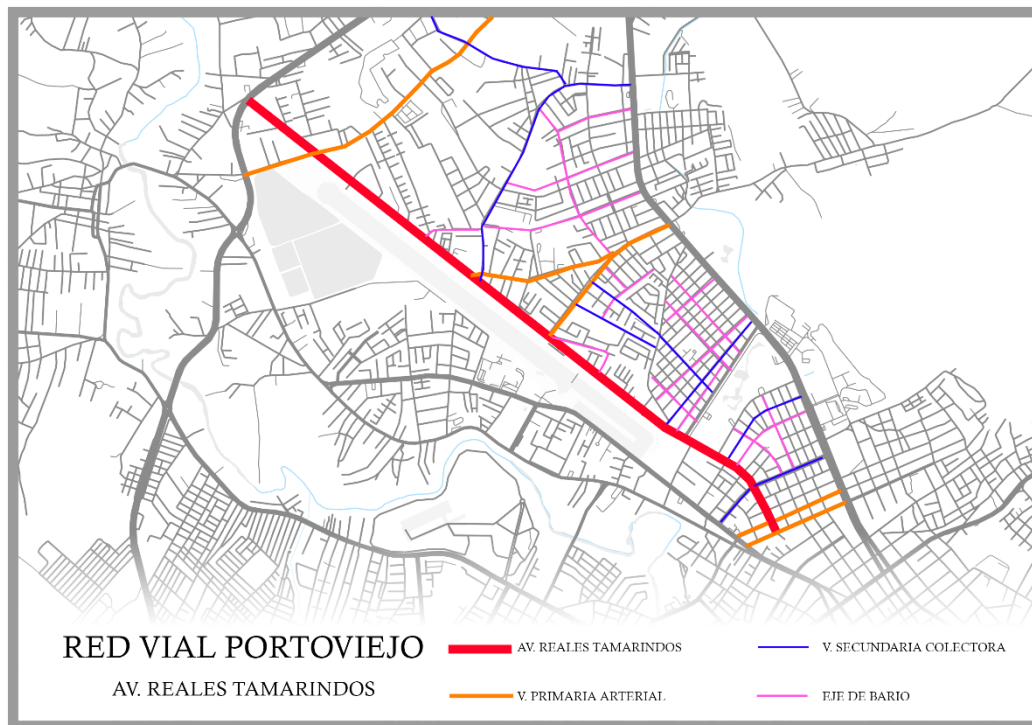 RED VIAL PORTOVIEJO
AV. REALES TAMARINDOS
AV. REALES TAMARINDOS
V. PRIMARIA ARTERIAL
V. SECUNDARIA COLECTORA
EJE DE BARIO